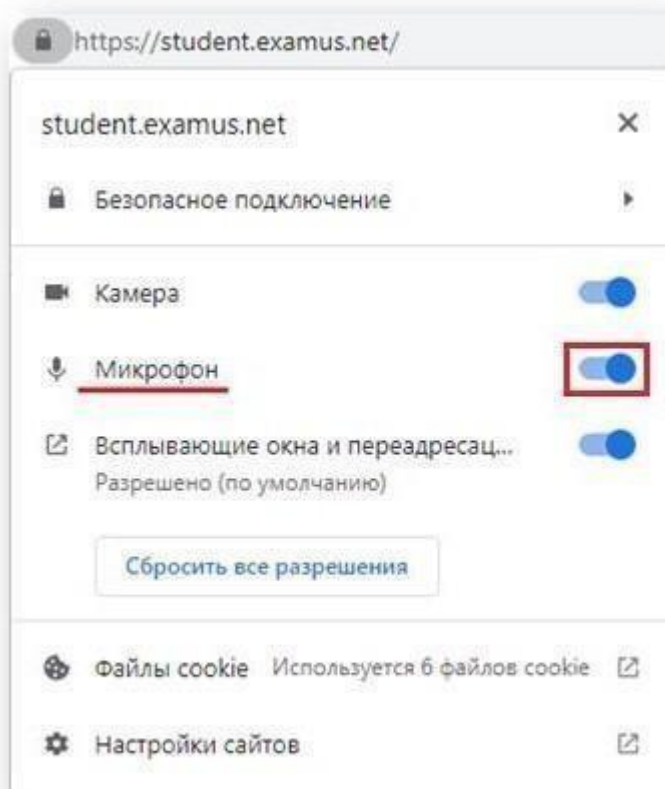 https://student.examus.net/
student.examus.net
Безопасное подключение
Камера
Микрофон
Всплывающие окна и переадресац...
Разрешено (по умолчанию)
Сбросить все разрешения
Файлы cookie Используется 6 файлов cookie
Настройки сайтов